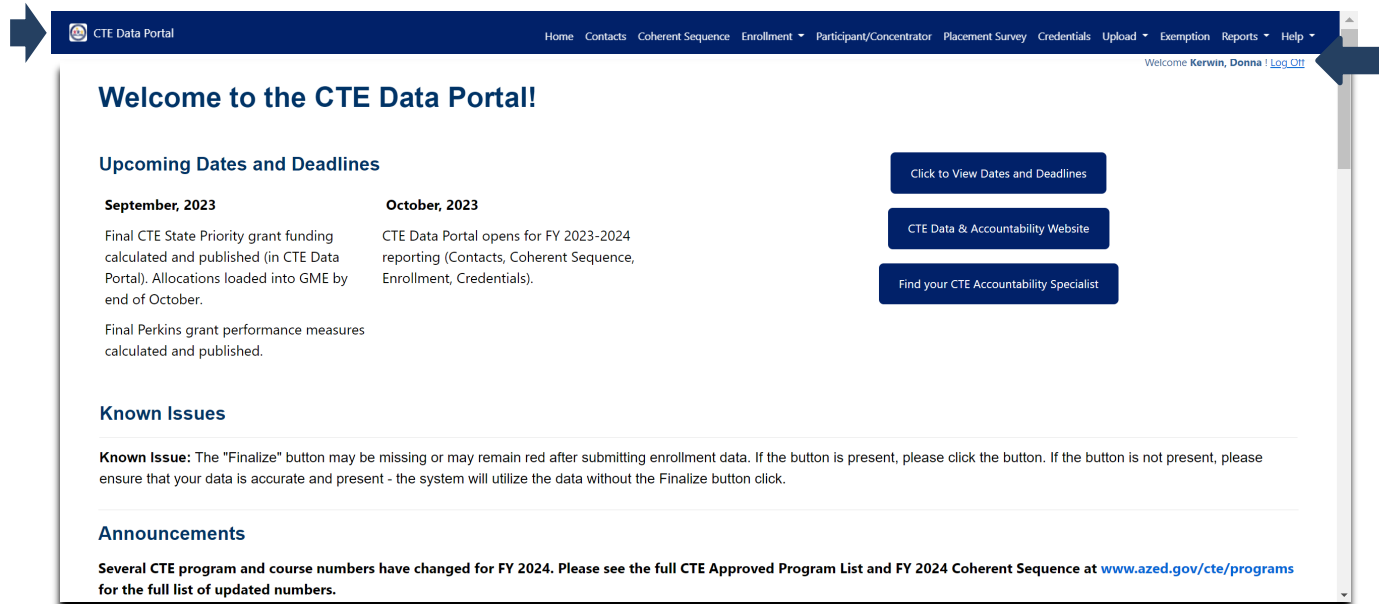 CTE Data Portal Home Contacts Coherent Sequence Enrollment Participant/Concentrator Placement Survey Credentials Upload Exemption Reports Help
Welcome Kerwin, Donna ! Log Off
Welcome to the CTE Data Portal!
Upcoming Dates and Deadlines
September, 2023
Final CTE State Priority grant funding
calculated and published (in CTE Data
Portal). Allocations loaded into GME by
end of October.
Final Perkins grant performance measures
calculated and published.
October, 2023
CTE Data Portal opens for FY 2023-2024
reporting (Contacts, Coherent Sequence,
Enrollment, Credentials).
Click to View Dates and Deadlines
CTE Data & Accountability Website
Find your CTE Accountability Specialist
Known Issues
Known Issue: The "Finalize" button may be missing or may remain red after submitting enrollment data. If the button is present, please click the button. If the button is not present, please
ensure that your data is accurate and present - the system will utilize the data without the Finalize button click.
Announcements
Several CTE program and course numbers have changed for FY 2024. Please see the full CTE Approved Program List and FY 2024 Coherent Sequence at www.azed.gov/cte/programs
for the full list of updated numbers.